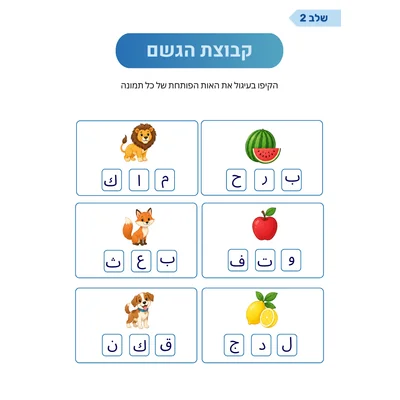 שלב 2
קבוצת הגשם
הקיפו בעיגול את האות הפותחת של כל תמונה
ب ر ح
م ا ك
و ت ف
ب ع ث
ل د ج
ق ك ن